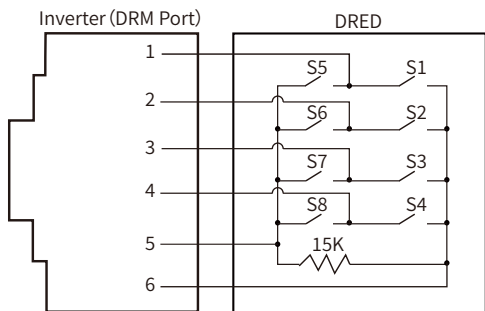 Inverter (DRM Port)
DRED
1
S5
S1
2
S6
S2
3
S7
S3
4
S8
S4
5
15K
6